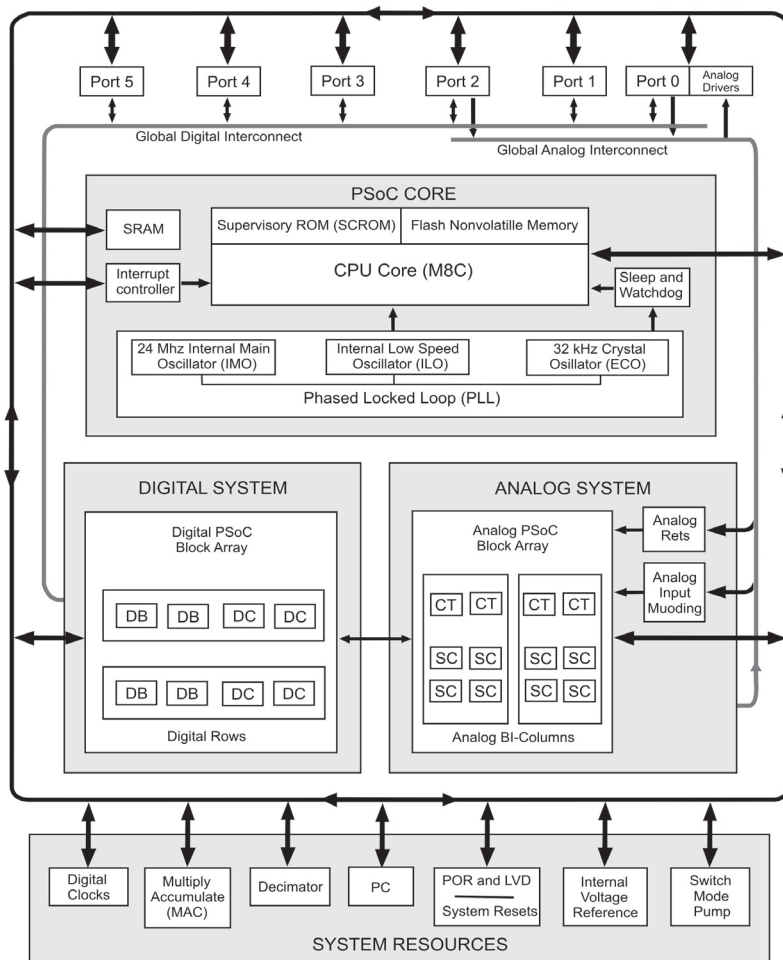 Port 5
Port 4
Port 3
Port 2
Port 1
Port 0
Analog
Drivers
Global Digital Interconnect
Global Analog Interconnect
PSoC CORE
SRAM
Supervisory ROM (SCROM)
Flash Nonvolatille Memory
CPU Core (M8C)
Interrupt
controller
Sleep and
Watchdog
24 Mhz Internal Main
Oscillator (IMO)
Internal Low Speed
Oscillator (ILO)
32 kHz Crystal
Osillator (ECO)
Phased Locked Loop (PLL)
DIGITAL SYSTEM
Digital PSoC
Block Array
DB
DB
DC
DC
DB
DB
DC
DC
Digital Rows
ANALOG SYSTEM
Analog PSoC
Block Array
CT
CT
CT
CT
SC
SC
SC
SC
SC
SC
SC
SC
Analog BI-Columns
Analog
Rets
Analog
Input
Muoding
Digital
Clocks
Multiply
Accumulate
(MAC)
Decimator
PC
POR and LVD
System Resets
Internal
Voltage
Reference
Switch
Mode
Pump
SYSTEM RESOURCES